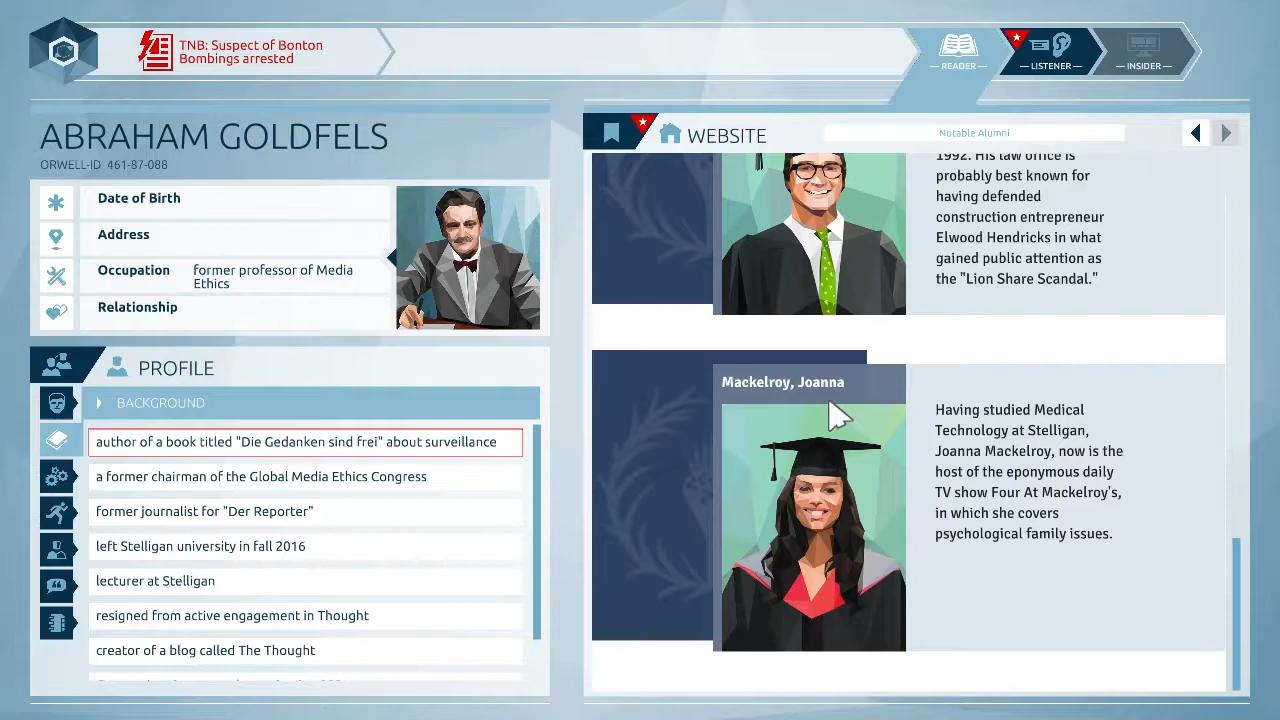 TNB: Suspect of Bonton
Bombings arrested
— READER —
— LISTENER —
— INSIDER —
ABRAHAM GOLDFELS
ORWELL-ID 461-87-088
Date of Birth
Address
Occupation former professor of Media
Ethics
Relationship
PROFILE
BACKGROUND
author of a book titled "Die Gedanken sind frei" about surveillance
a former chairman of the Global Media Ethics Congress
former journalist for "Der Reporter"
left Stelligan university in fall 2016
lecturer at Stelligan
resigned from active engagement in Thought
creator of a blog called The Thought
WEBSITE
Notable Alumni
1992. His law office is
probably best known for
having defended
construction entrepreneur
Elwood Hendricks in what
gained public attention as
the "Lion Share Scandal."
Mackelroy, Joanna
Having studied Medical
Technology at Stelligan,
Joanna Mackelroy, now is the
host of the eponymous daily
TV show Four At Mackelroy's,
in which she covers
psychological family issues.